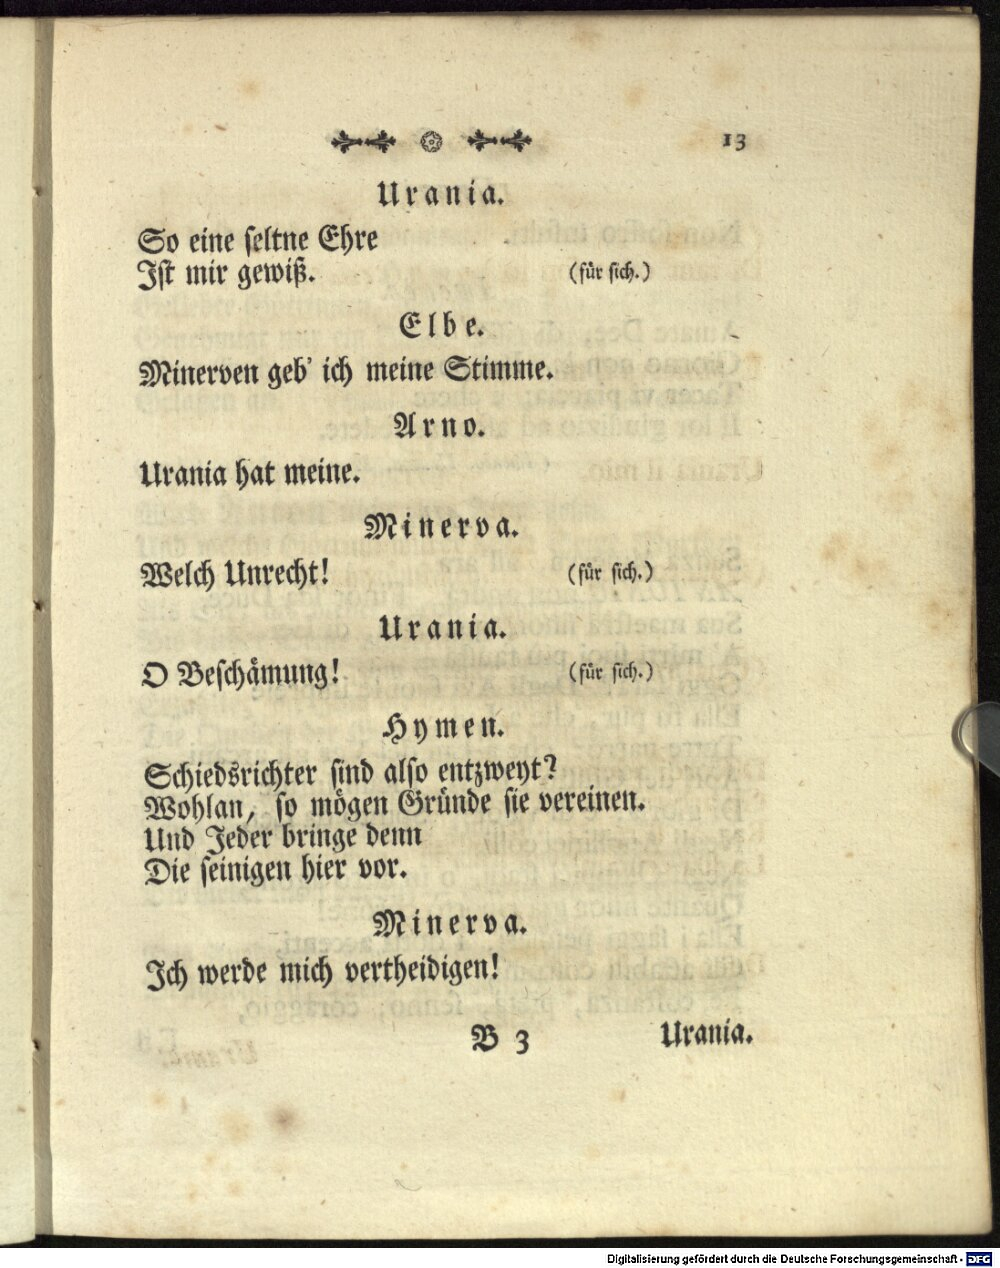 13
Urania.
So eine seltne Ehre
Ist mir gewiß. (für sich.)
Elbe.
Minerven geb' ich meine Stimme.
Arno.
Urania hat meine.
Minerva.
Welch Unrecht! (für sich.)
Urania.
O Beschämung! (für sich.)
Hymen.
Schiedsrichter sind also entzweyt?
Wohlan, so mögen Gründe sie vereinen.
Und Jeder bringe denn
Die seinigen hier vor.
Minerva.
Ich werde mich vertheidigen!
B 3 Urania.
Digitalisierung gefördert durch die Deutsche Forschungsgemeinschaft - DFG